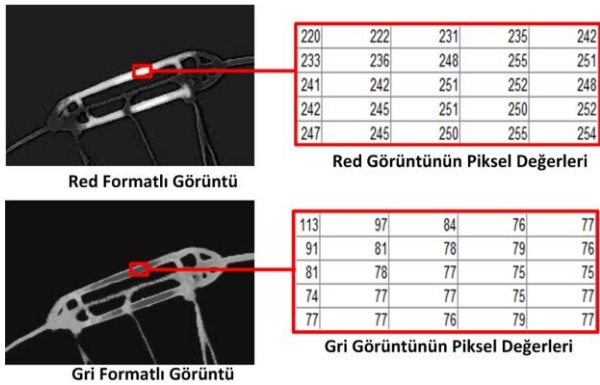 220 222 231 235 242
233 236 248 255 251
241 242 251 252 248
242 245 251 250 252
247 245 250 255 254
Red Formatlı Görüntü
Red Görüntünün Piksel Değerleri
113 97 84 76 77
91 81 78 79 76
81 78 77 75 75
74 77 77 75 77
77 77 76 79 77
Gri Formatlı Görüntü
Gri Görüntünün Piksel Değerleri